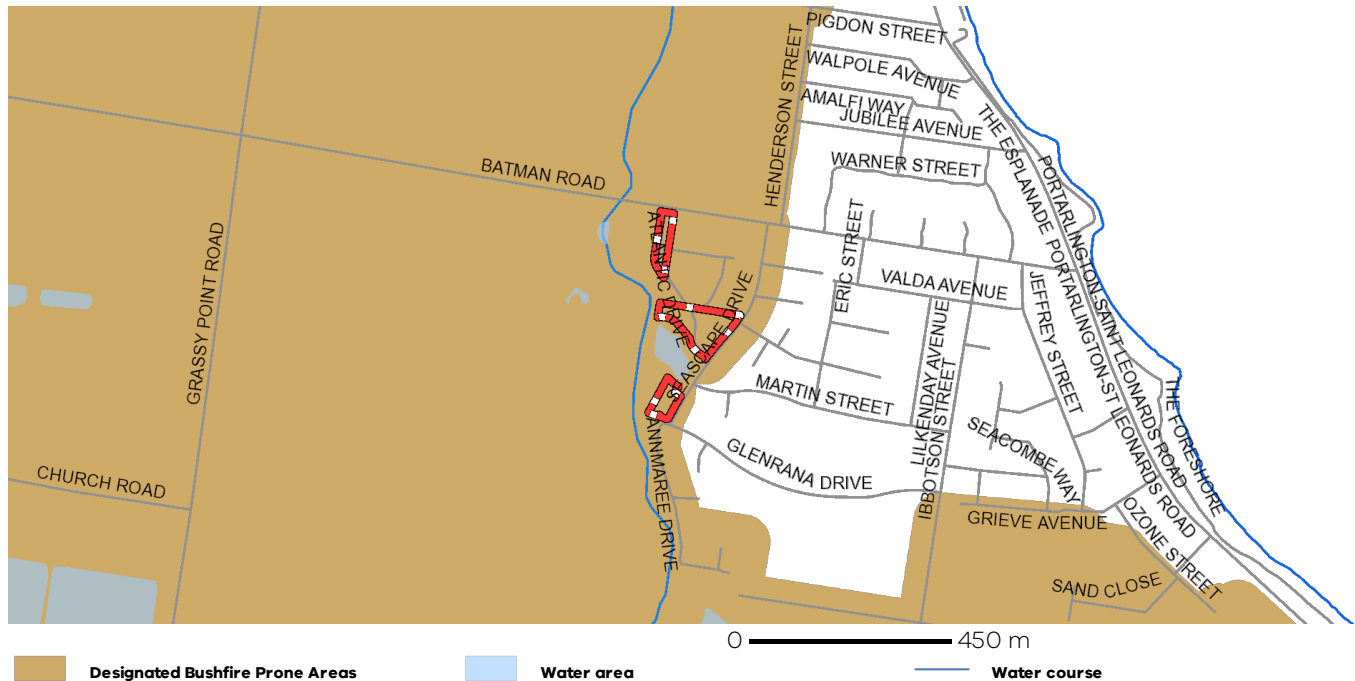 PIGDON STREET
WALPOLE AVENUE
AMALFI WAY
JUBILEE AVENUE
HENDERSON STREET
WARNER STREET
THE ESPLANADE
PORTARLINGTON-SAINT LEONARDS ROAD
BATMAN ROAD
ATLANTIC DRIVE
ERIC STREET
PORTARLINGTON-ST LEONARDS ROAD
GRASSY POINT ROAD
SEASCAPE DRIVE
VALDA AVENUE
JEFFREY STREET
LILKENDAY AVENUE
IBBOTSON STREET
MARTIN STREET
THE FORESHORE
SEACOMBE WAY
ANNMAREE DRIVE
GLENRANA DRIVE
CHURCH ROAD
GRIEVE AVENUE
OZONE STREET
SAND CLOSE
0 450 m
Designated Bushfire Prone Areas
Water area
Water course